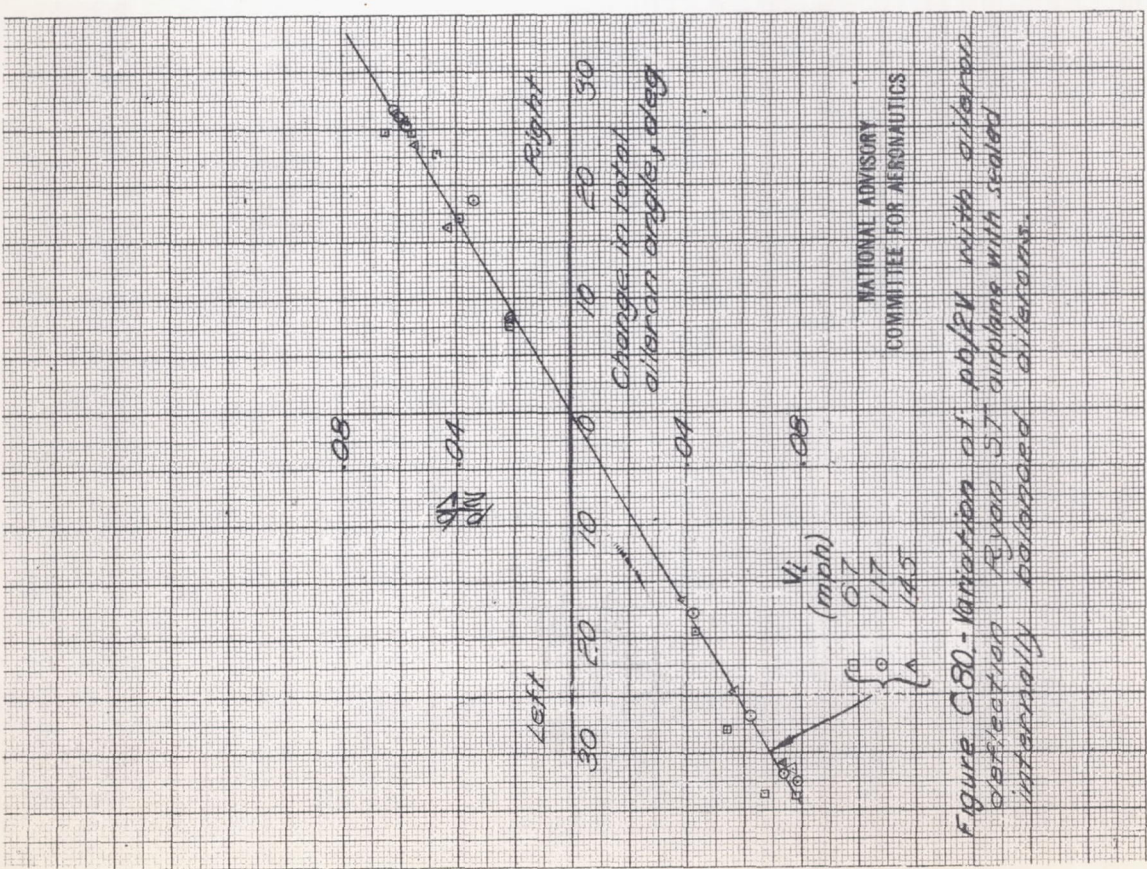 .08
.04
pb
2V
Left
Right
30 20 10 0 10 20 30
Change in total
aileron angle, deg
.04
.08
Vi
(mph)
67
117
145
NATIONAL ADVISORY
COMMITTEE FOR AERONAUTICS
Figure C80.- Variation of pb/2V with aileron
deflection. Ryan ST airplane with sealed
internally balanced ailerons.